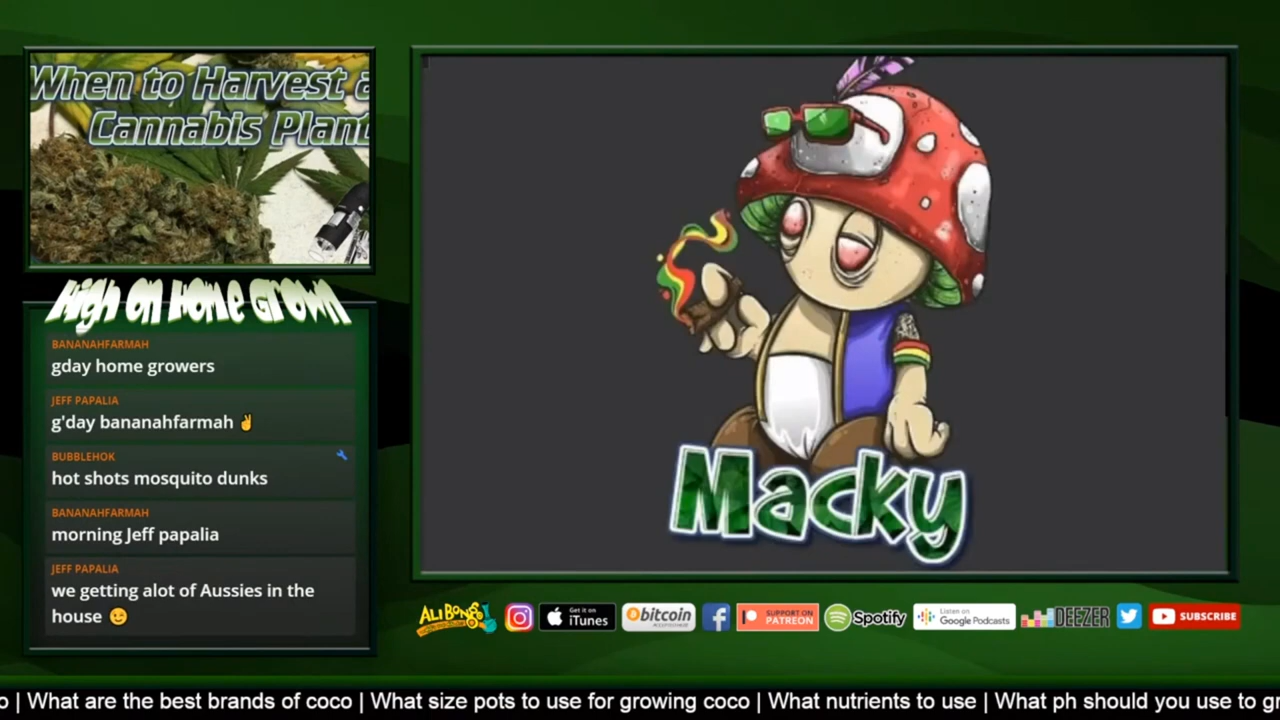 When to Harvest a
Cannabis Plant
High on Home Grown
BANANAHFARMAH
gday home growers
JEFF PAPALIA
g'day bananahfarmah ✌
BUBBLEHOK
hot shots mosquito dunks
BANANAHFARMAH
morning Jeff papalia
JEFF PAPALIA
we getting alot of Aussies in the
house 😉
Macky
ALI BONGO
Get it on
iTunes
bitcoin
SUPPORT ON
PATREON
Spotify
Listen on
Google Podcasts
DEEZER
SUBSCRIBE
o | What are the best brands of coco | What size pots to use for growing coco | What nutrients to use | What ph should you use to g